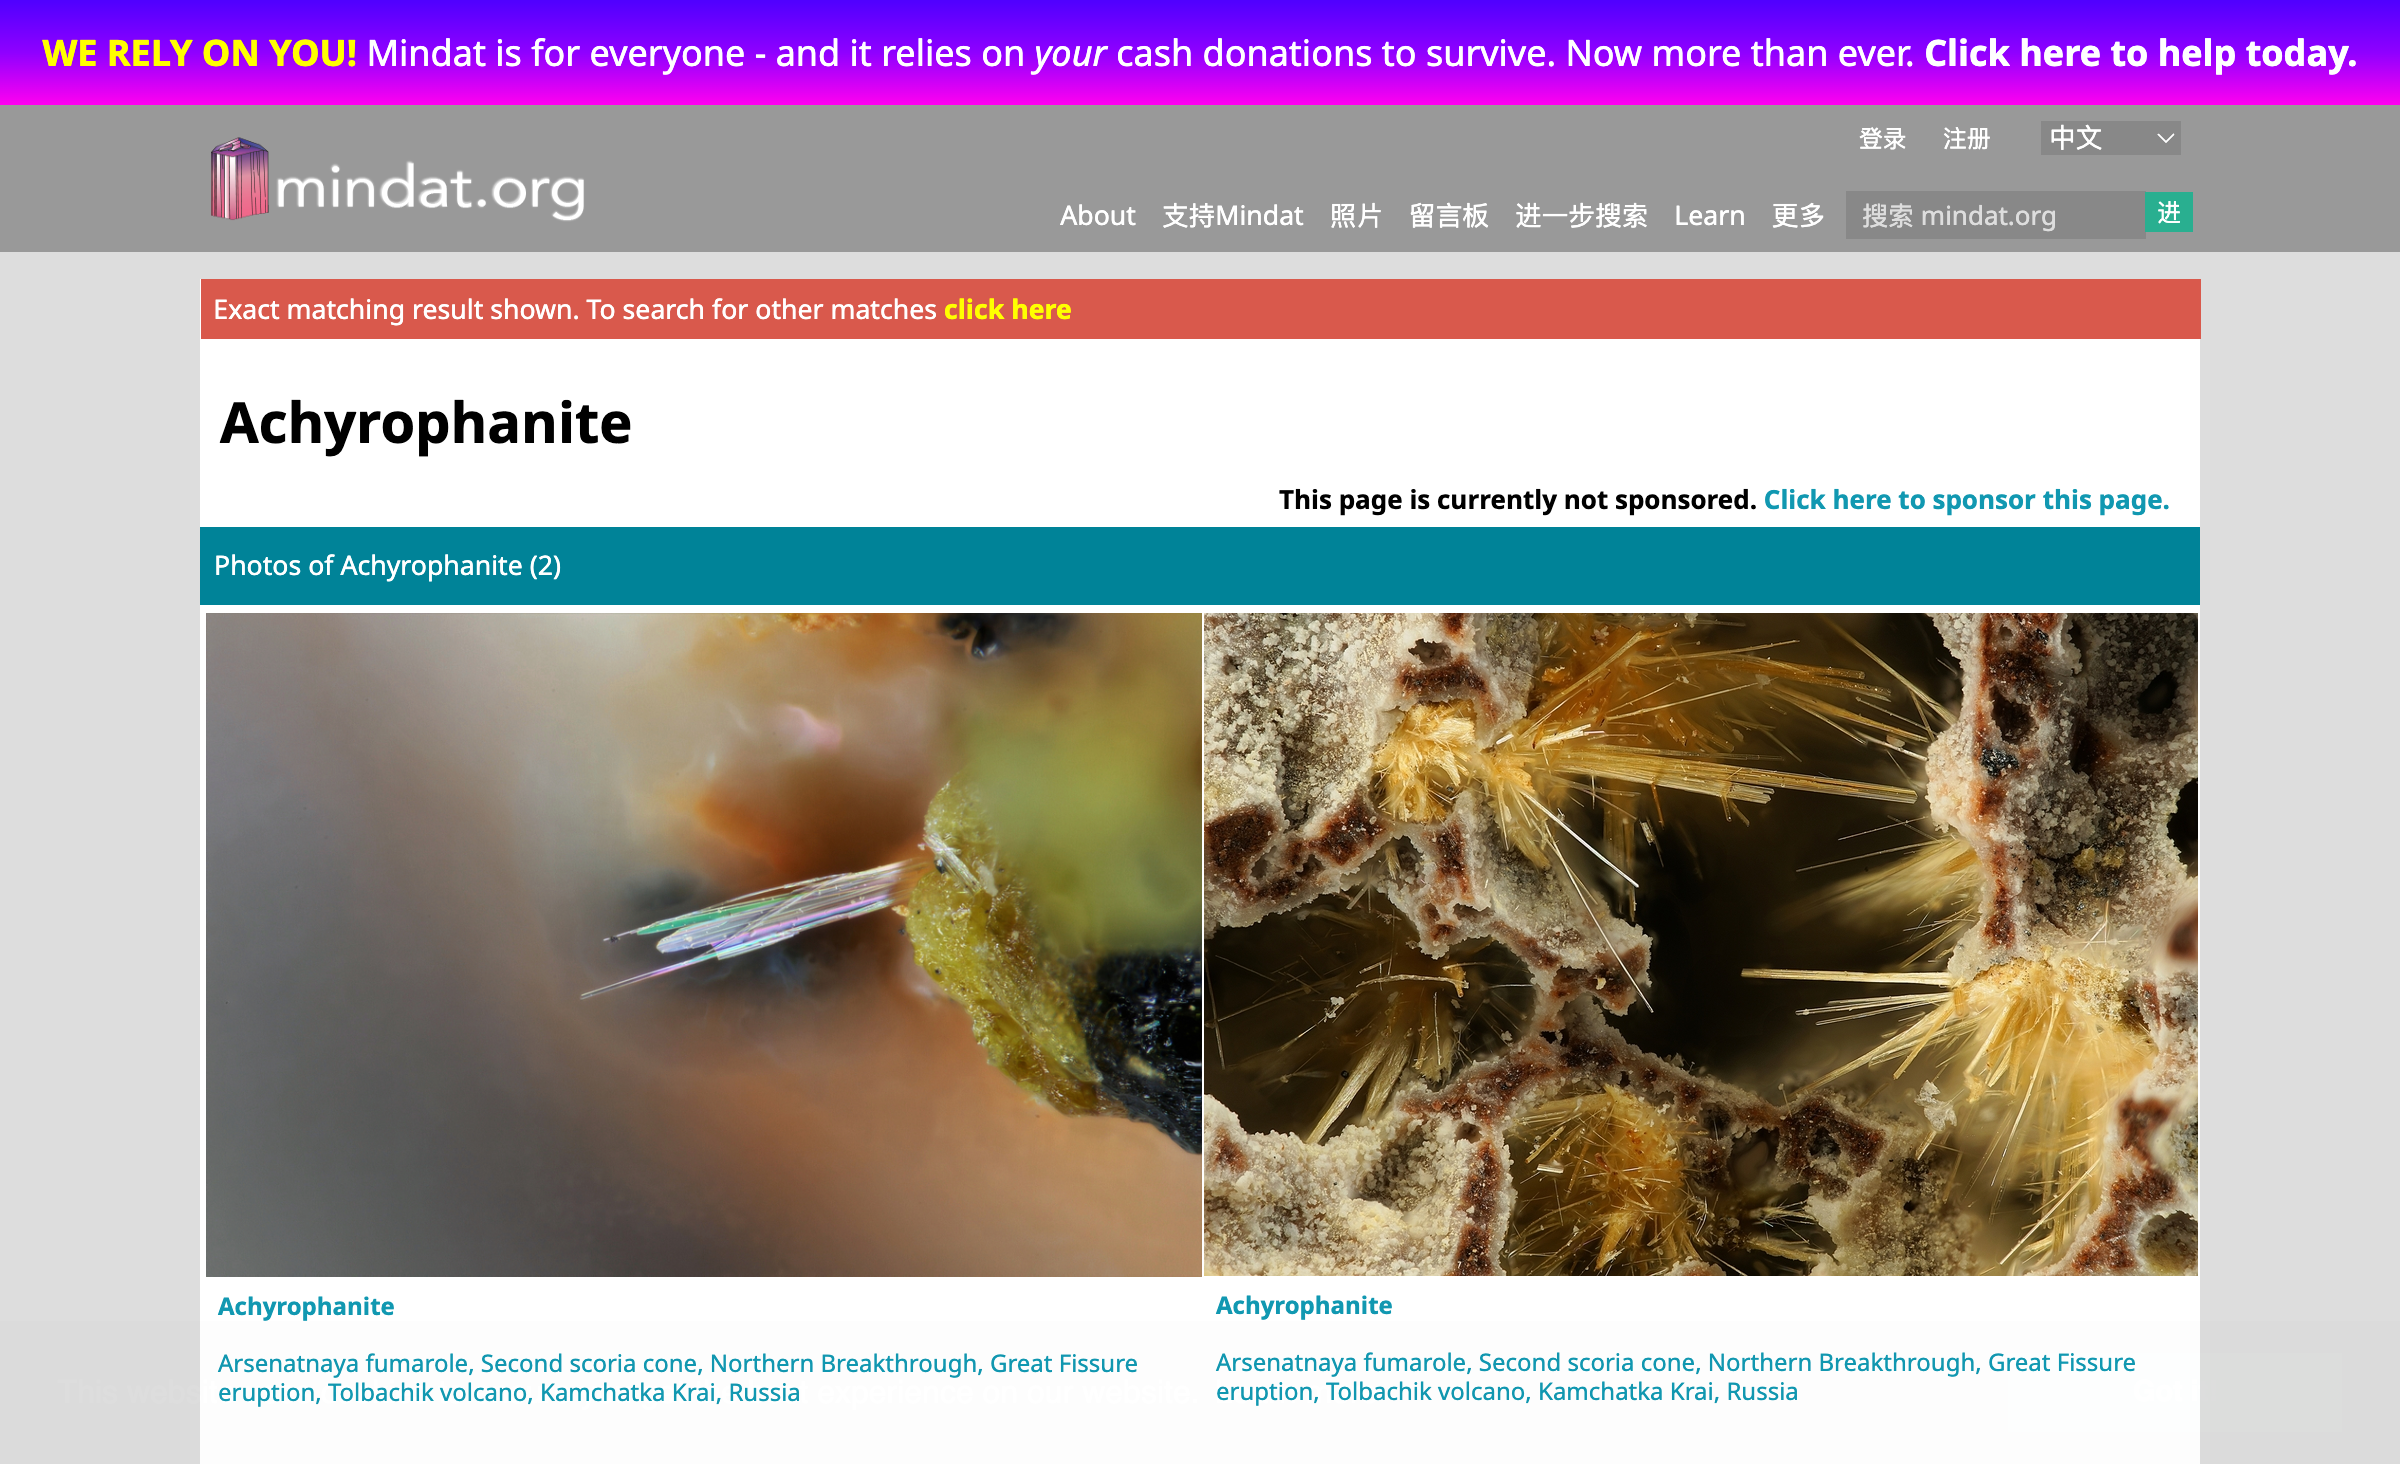 WE RELY ON YOU! Mindat is for everyone - and it relies on your cash donations to survive. Now more than ever. Click here to help today.
登录 注册 中文
mindat.org
About 支持Mindat 照片 留言板 进一步搜索 Learn 更多 搜索 mindat.org 进
Exact matching result shown. To search for other matches click here
Achyrophanite
This page is currently not sponsored. Click here to sponsor this page.
Photos of Achyrophanite (2)
Achyrophanite
Arsenatnaya fumarole, Second scoria cone, Northern Breakthrough, Great Fissure
eruption, Tolbachik volcano, Kamchatka Krai, Russia
Achyrophanite
Arsenatnaya fumarole, Second scoria cone, Northern Breakthrough, Great Fissure
eruption, Tolbachik volcano, Kamchatka Krai, Russia